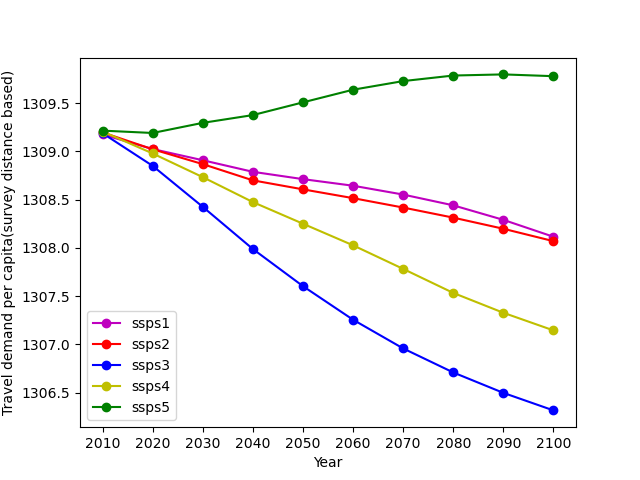 Travel demand per capita(survey distance based)
1309.5
1309.0
1308.5
1308.0
1307.5
1307.0
1306.5
ssps1
ssps2
ssps3
ssps4
ssps5
2010 2020 2030 2040 2050 2060 2070 2080 2090 2100
Year